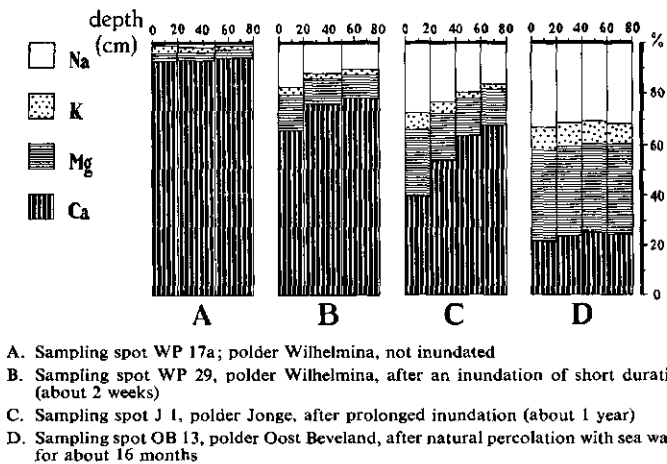 depth
(cm)
0 20 40 60 80
0 20 40 60 80
0 20 40 60 80
0 20 40 60 80
%
Na
K
Mg
Ca
80
60
40
20
0
A
B
C
D
A. Sampling spot WP 17a; polder Wilhelmina, not inundated
B. Sampling spot WP 29, polder Wilhelmina, after an inundation of short durati
(about 2 weeks)
C. Sampling spot J 1, polder Jonge, after prolonged inundation (about 1 year)
D. Sampling spot OB 13, polder Oost Beveland, after natural percolation with sea wa
for about 16 months